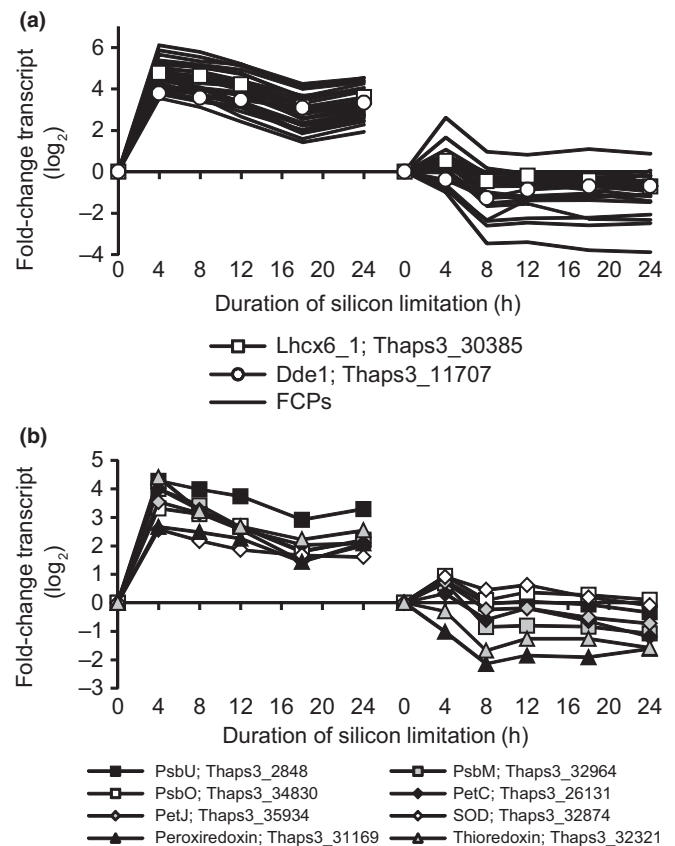 (a)
Fold-change transcript
(log2)
6
4
2
0
–2
–4
0 4 8 12 16 20 24 0 4 8 12 16 20 24
Duration of silicon limitation (h)
Lhcx6_1; Thaps3_30385
Dde1; Thaps3_11707
FCPs
(b)
Fold-change transcript
(log2)
5
4
3
2
1
0
–1
–2
–3
0 4 8 12 16 20 24 0 4 8 12 16 20 24
Duration of silicon limitation (h)
PsbU; Thaps3_2848
PsbM; Thaps3_32964
PsbO; Thaps3_34830
PetC; Thaps3_26131
PetJ; Thaps3_35934
SOD; Thaps3_32874
Peroxiredoxin; Thaps3_31169
Thioredoxin; Thaps3_32321